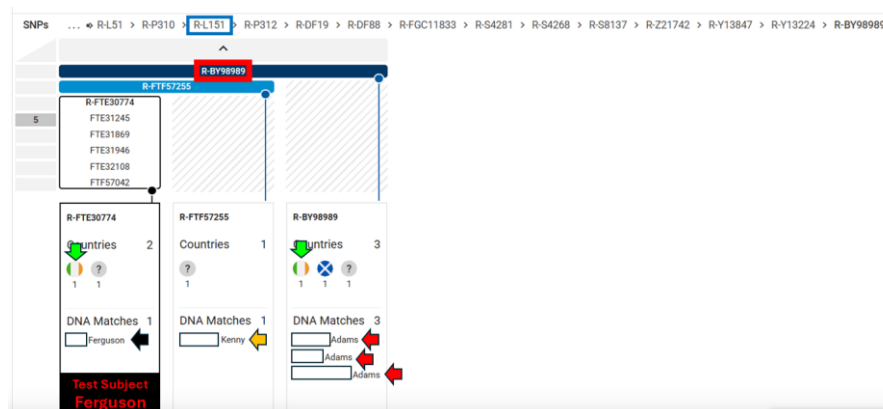 SNPs ... R-L51 > R-P310 > R-L151 > R-P312 > R-DF19 > R-DF88 > R-FGC11833 > R-S4281 > R-S4268 > R-S8137 > R-Z21742 > R-Y13847 > R-Y13224 > R-BY98989
R-BY98989
R-FTF57255
R-FTE30774
5 FTE31245
FTE31869
FTE31946
FTE32108
FTF57042
R-FTE30774 R-FTF57255 R-BY98989
Countries 2 Countries 1 Countries 3
? ? ?
1 1 1 1 1 1
DNA Matches 1 DNA Matches 1 DNA Matches 3
Ferguson Kenny Adams
Adams
Adams
Test Subject
Ferguson